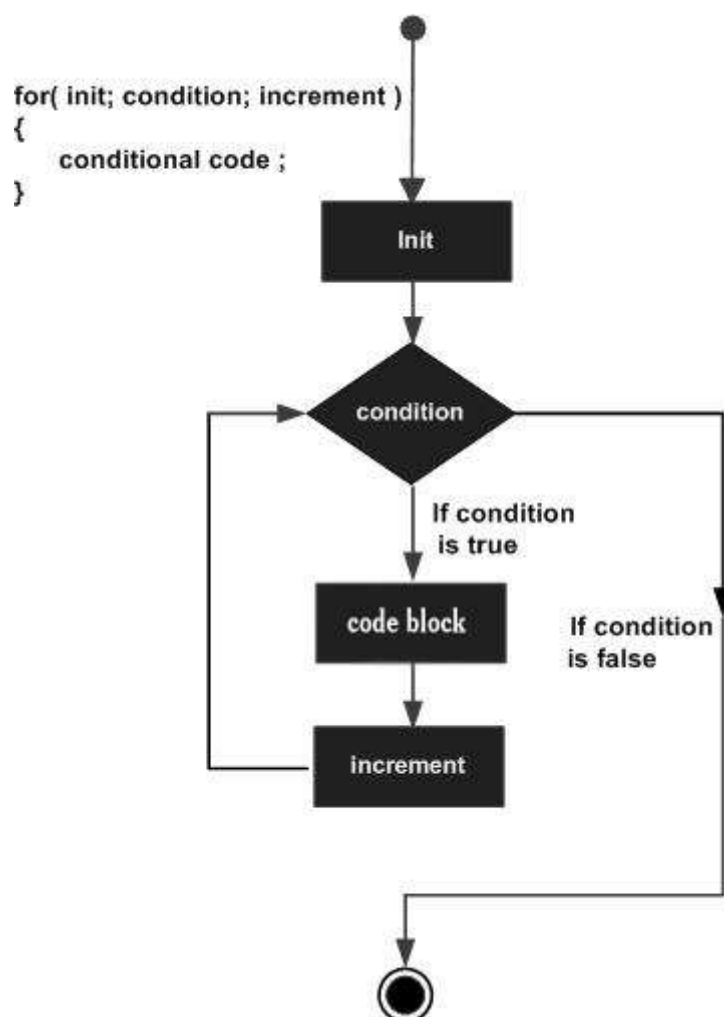 for( init; condition; increment )
{
conditional code ;
}
Init
condition
If condition
is true
code block
If condition
is false
increment